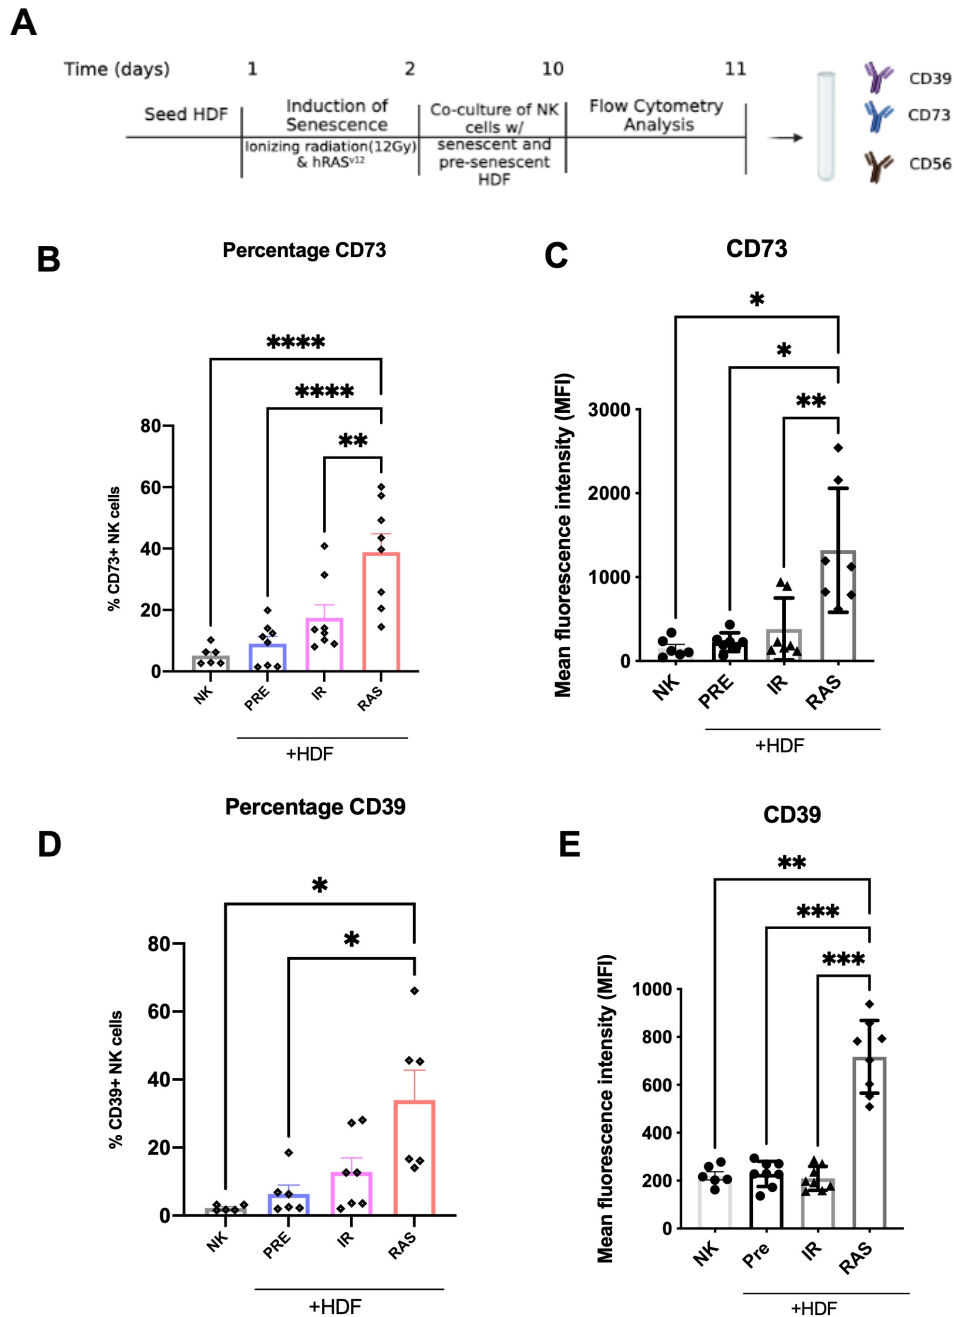 A
Time (days) 1 2 10 11
Seed HDF
Induction of
Senescence
Ionizing radiation(12Gy)
& hRASv12
Co-culture of NK
cells w/
senescent and
pre-senescent
HDF
Flow Cytometry
Analysis
CD39
CD73
CD56
B
Percentage CD73
****
****
**
% CD73+ NK cells
80
60
40
20
0
NK PRE IR RAS
+HDF
C
CD73
*
*
**
Mean fluorescence intensity (MFI)
3000
2000
1000
0
NK PRE IR RAS
+HDF
D
Percentage CD39
*
*
% CD39+ NK cells
80
60
40
20
0
NK PRE IR RAS
+HDF
E
CD39
**
***
***
Mean fluorescence intensity (MFI)
1000
800
600
400
200
0
NK Pre IR RAS
+HDF